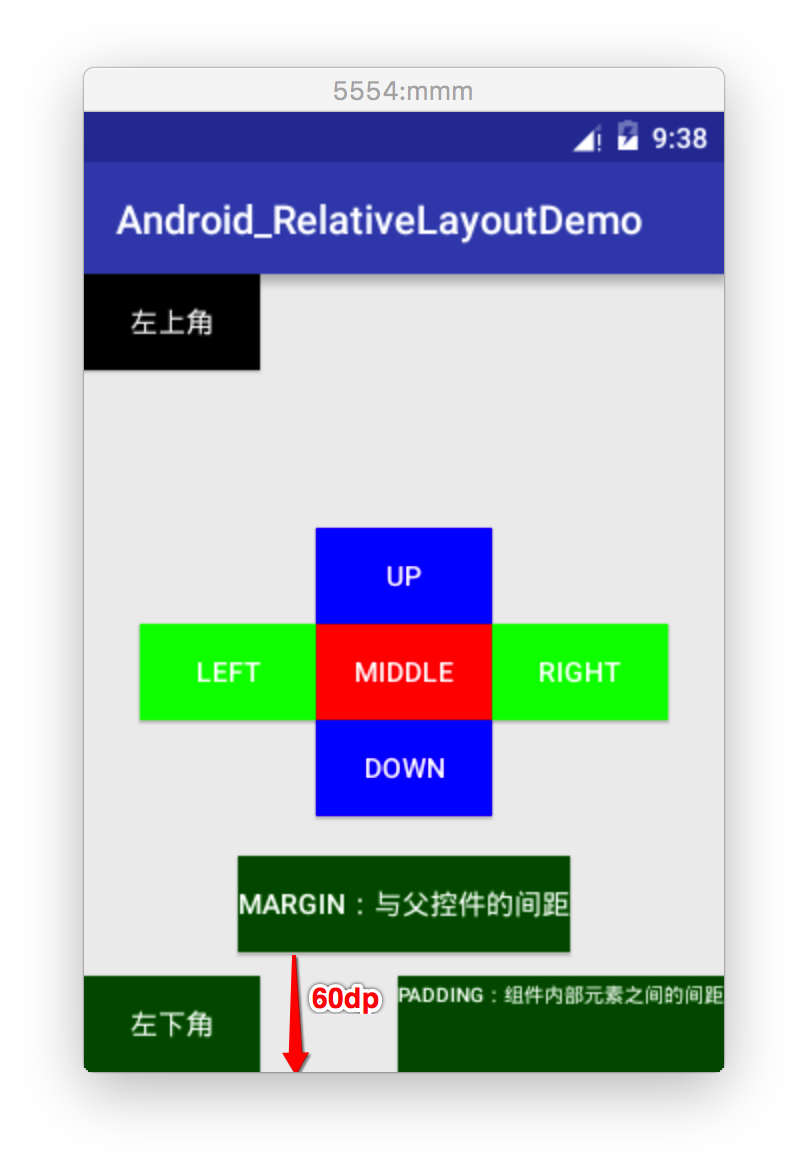 5554:mmm
9:38
Android_RelativeLayoutDemo
左上角
UP
LEFT MIDDLE RIGHT
DOWN
MARGIN：与父控件的间距
60dp
PADDING：组件内部元素之间的间距
左下角